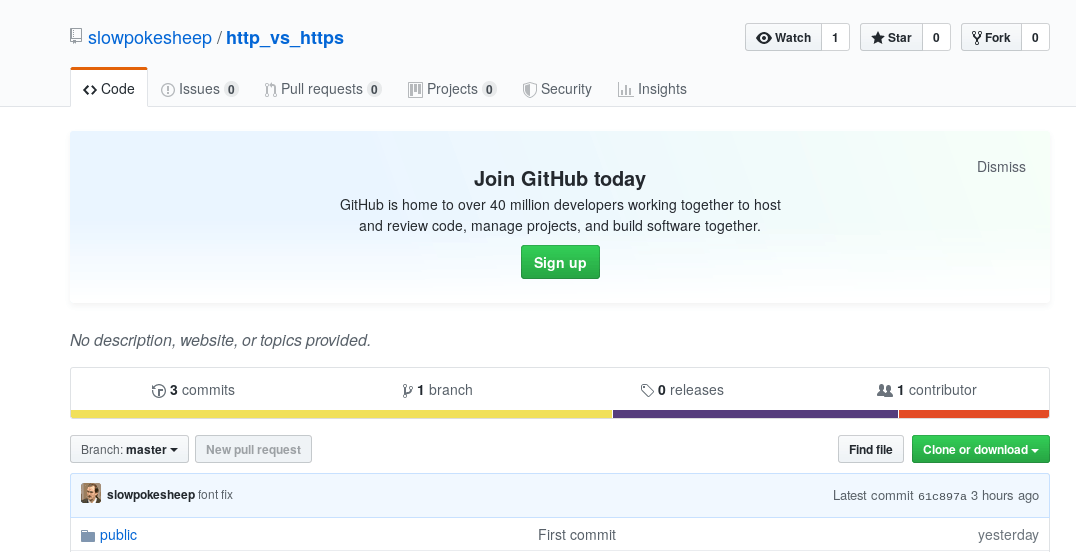 slowpokesheep / http_vs_https
Watch 1 Star 0 Fork 0
Code Issues 0 Pull requests 0 Projects 0 Security Insights
Dismiss
Join GitHub today
GitHub is home to over 40 million developers working together to host
and review code, manage projects, and build software together.
Sign up
No description, website, or topics provided.
3 commits 1 branch 0 releases 1 contributor
Branch: master New pull request Find file Clone or download
slowpokesheep font fix Latest commit 61c897a 3 hours ago
public First commit yesterday